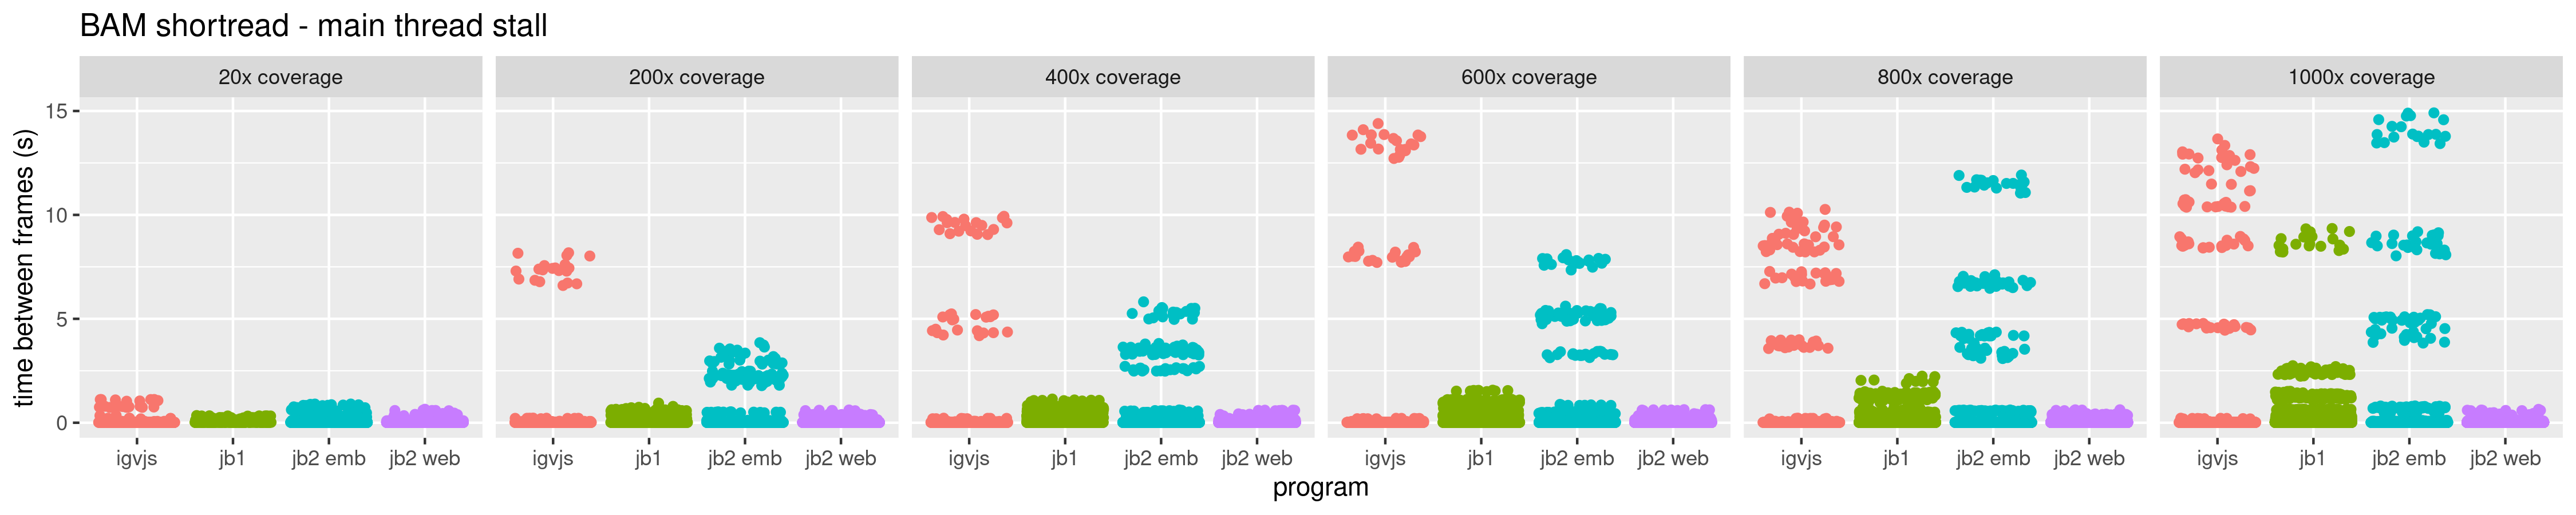 BAM shortread - main thread stall
20x coverage 200x coverage 400x coverage 600x coverage 800x coverage 1000x coverage
time between frames (s)
15
10
5
0
igvjs jb1 jb2 emb jb2 web igvjs jb1 jb2 emb jb2 web igvjs jb1 jb2 emb jb2 web igvjs jb1 jb2 emb jb2 web igvjs jb1 jb2 emb jb2 web igvjs jb1 jb2 emb jb2 web
program